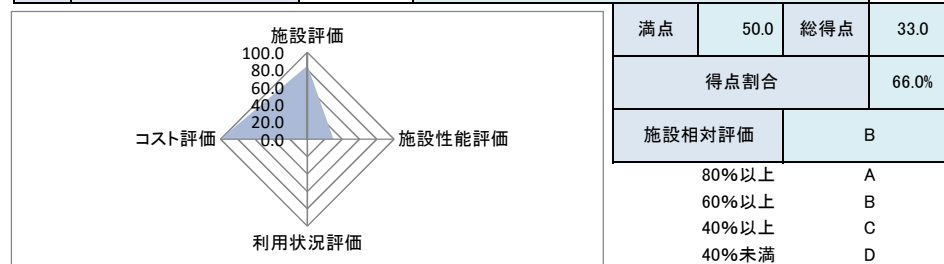 施設評価
100.0
80.0
60.0
40.0
20.0
0.0
コスト評価
施設性能評価
利用状況評価
満点 50.0 総得点 33.0
得点割合 66.0%
施設相対評価 B
80%以上 A
60%以上 B
40%以上 C
40%未満 D